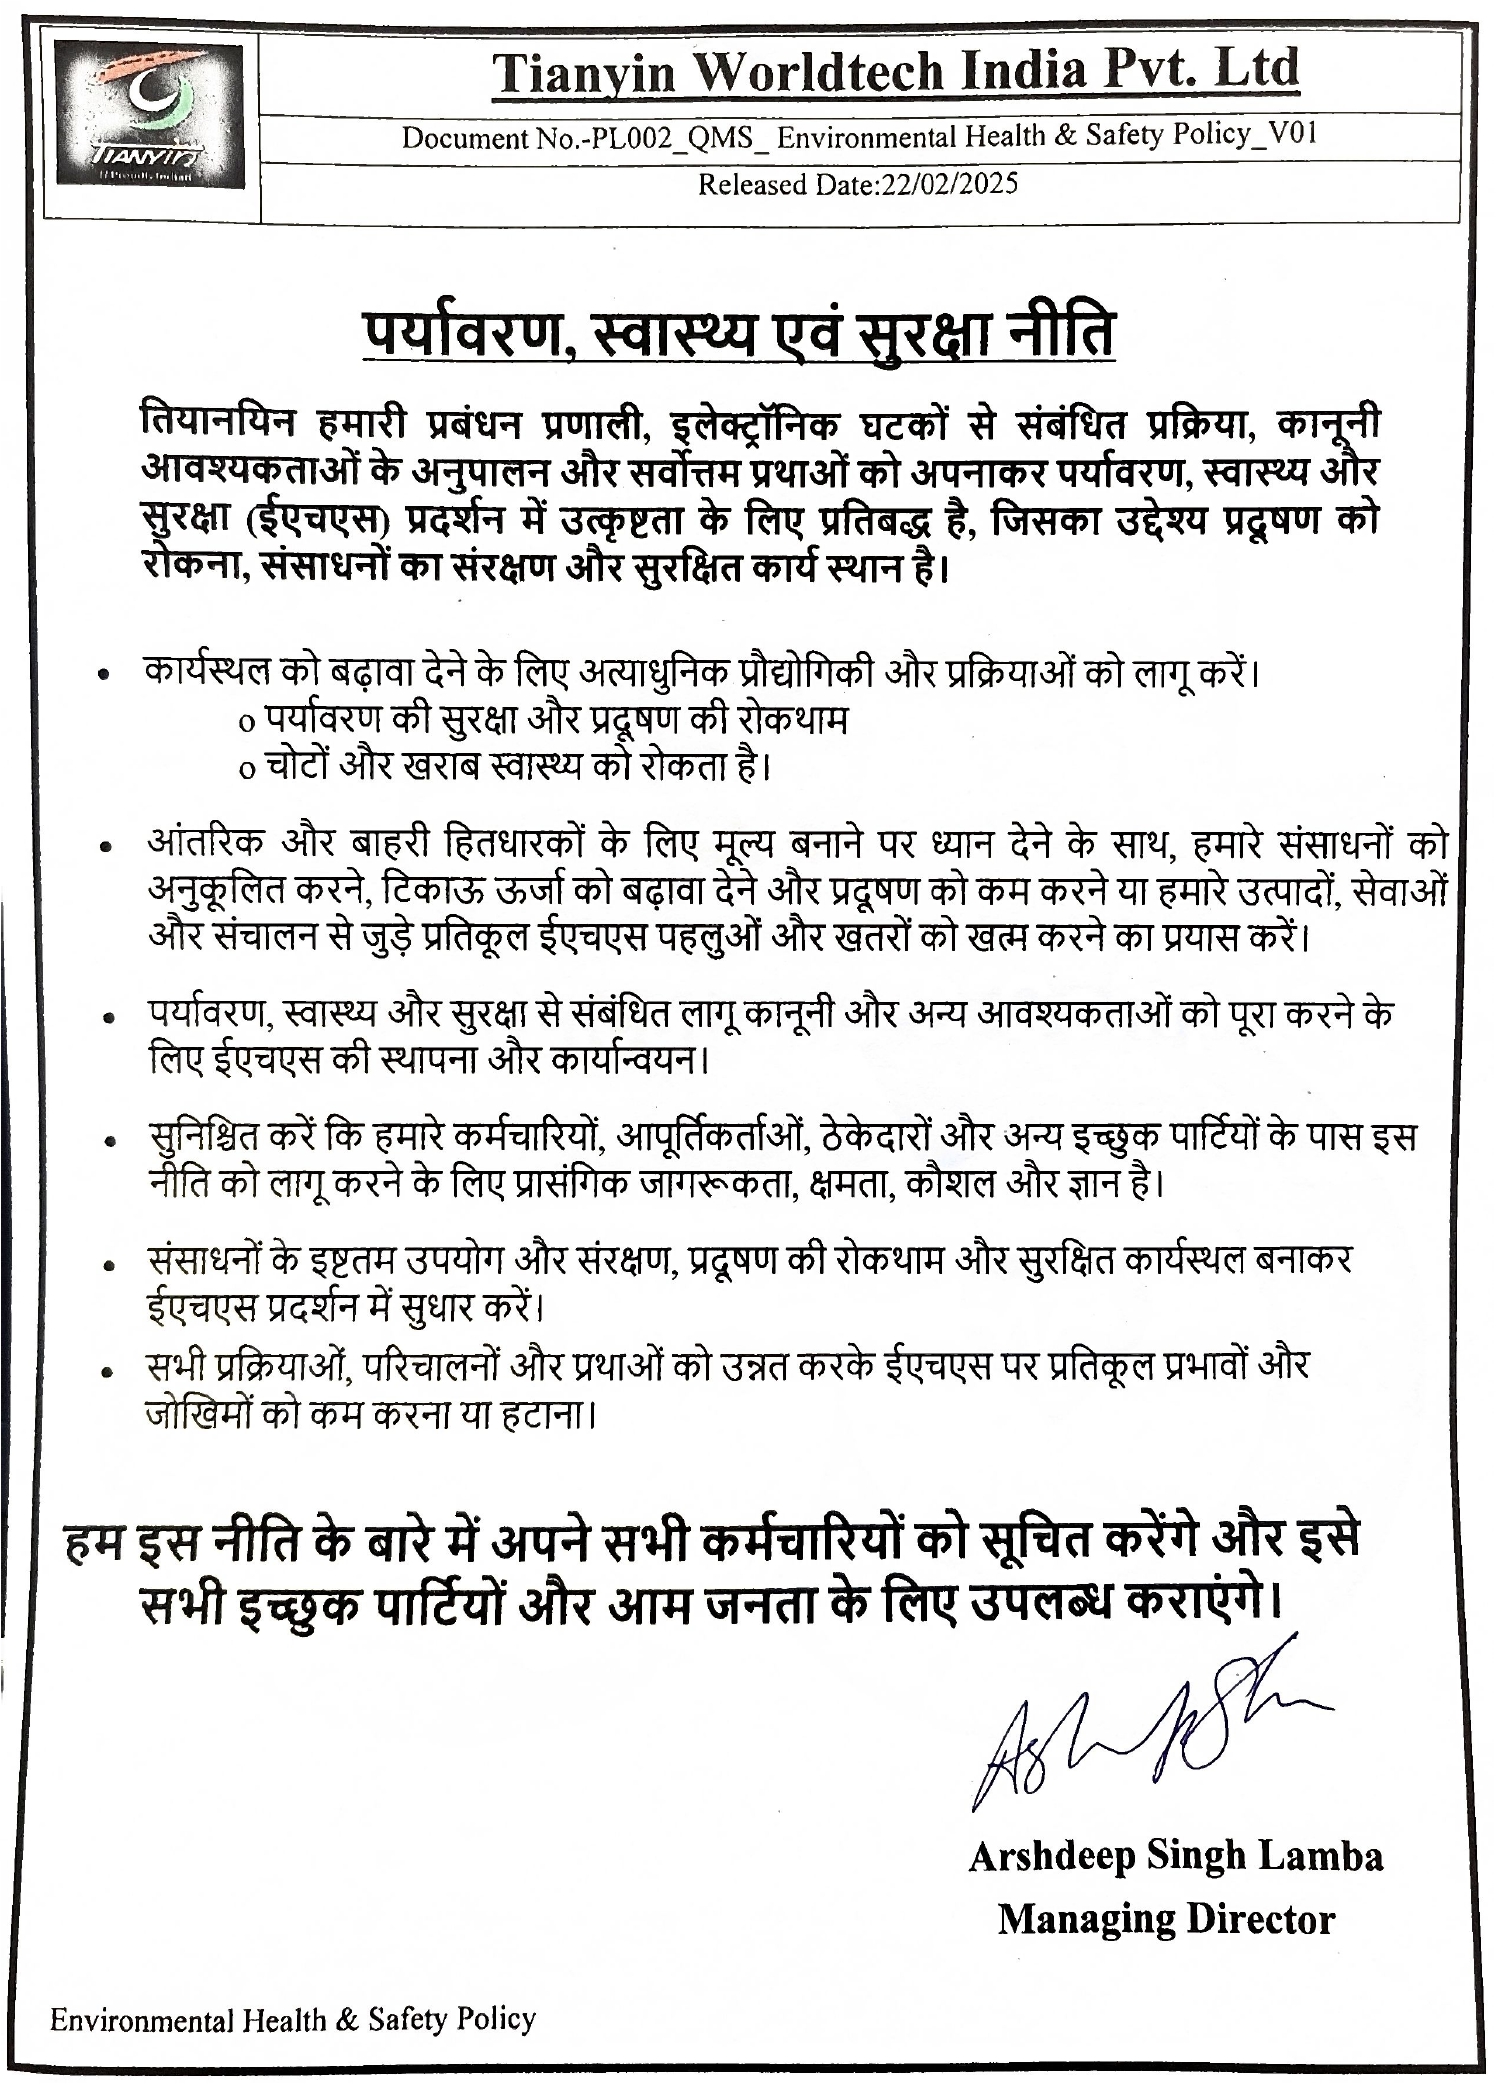 Tianyin Worldtech India Pvt. Ltd
Document No.-PL002_QMS_ Environmental Health & Safety Policy_V01
Released Date:22/02/2025
TIANYIN
पर्यावरण, स्वास्थ्य एवं सुरक्षा नीति
तियानयिन हमारी प्रबंधन प्रणाली, इलेक्ट्रॉनिक घटकों से संबंधित प्रक्रिया, कानूनी
आवश्यकताओं के अनुपालन और सर्वोत्तम प्रथाओं को अपनाकर पर्यावरण, स्वास्थ्य और
सुरक्षा (ईएचएस) प्रदर्शन में उत्कृष्टता के लिए प्रतिबद्ध है, जिसका उद्देश्य प्रदूषण को
रोकना, संसाधनों का संरक्षण और सुरक्षित कार्य स्थान है।
• कार्यस्थल को बढ़ावा देने के लिए अत्याधुनिक प्रौद्योगिकी और प्रक्रियाओं को लागू करें।
o पर्यावरण की सुरक्षा और प्रदूषण की रोकथाम
o चोटों और खराब स्वास्थ्य को रोकता है।
• आंतरिक और बाहरी हितधारकों के लिए मूल्य बनाने पर ध्यान देने के साथ, हमारे संसाधनों को
अनुकूलित करने, टिकाऊ ऊर्जा को बढ़ावा देने और प्रदूषण को कम करने या हमारे उत्पादों, सेवाओं
और संचालन से जुड़े प्रतिकूल ईएचएस पहलुओं और खतरों को खत्म करने का प्रयास करें।
• पर्यावरण, स्वास्थ्य और सुरक्षा से संबंधित लागू कानूनी और अन्य आवश्यकताओं को पूरा करने के
लिए ईएचएस की स्थापना और कार्यान्वयन।
• सुनिश्चित करें कि हमारे कर्मचारियों, आपूर्तिकर्ताओं, ठेकेदारों और अन्य इच्छुक पार्टियों के पास इस
नीति को लागू करने के लिए प्रासंगिक जागरूकता, क्षमता, कौशल और ज्ञान है।
• संसाधनों के इष्टतम उपयोग और संरक्षण, प्रदूषण की रोकथाम और सुरक्षित कार्यस्थल बनाकर
ईएचएस प्रदर्शन में सुधार करें।
• सभी प्रक्रियाओं, परिचालनों और प्रथाओं को उन्नत करके ईएचएस पर प्रतिकूल प्रभावों और
जोखिमों को कम करना या हटाना।
हम इस नीति के बारे में अपने सभी कर्मचारियों को सूचित करेंगे और इसे
सभी इच्छुक पार्टियों और आम जनता के लिए उपलब्ध कराएंगे।
Arshdeep Singh Lamba
Managing Director
Environmental Health & Safety Policy